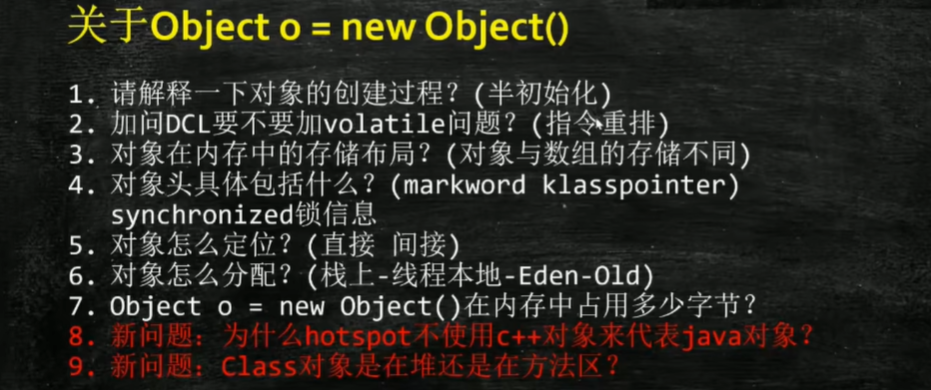 关于Object o = new Object()
1. 请解释一下对象的创建过程？(半初始化)
2. 加问DCL要不要加volatile问题？(指令重排)
3. 对象在内存中的存储布局？(对象与数组的存储不同)
4. 对象头具体包括什么？(markword klasspointer)
synchronized锁信息
5. 对象怎么定位？(直接 间接)
6. 对象怎么分配？(栈上-线程本地-Eden-Old)
7. Object o = new Object()在内存中占用多少字节？
8. 新问题：为什么hotspot不使用c++对象来代表java对象？
9. 新问题：Class对象是在堆还是在方法区？